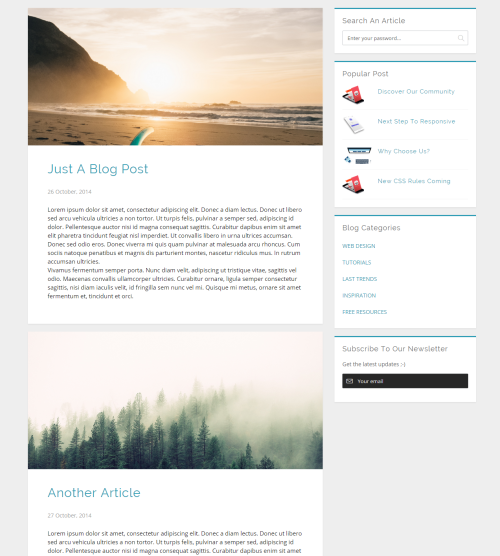 Just A Blog Post
26 October, 2014
Lorem ipsum dolor sit amet, consectetur adipiscing elit. Donec a diam lectus. Donec ut libero
sed arcu vehicula ultricies a non tortor. Ut turpis felis, pulvinar a semper sed, adipiscing id
dolor. Pellentesque auctor nisi id magna consequat sagittis. Curabitur ornare enim sit amet
elit pharetra tincidunt feugiat nisl imperdiet. Ut convallis libero in urna ultrices accumsan.
Donec sed odio eros. Donec viverra mi quis quam pulvinar at malesuada arcu rhoncus. Cum
sociis natoque penatibus et magnis dis parturient montes, nascetur ridiculus mus. In rutrum
accumsan ultricies.
Vivamus fermentum semper porta. Nunc diam velit, adipiscing ut tristique vitae, sagittis vel
odio. Maecenas convallis ullamcorper ultricies. Curabitur ornare, ligula semper consectetur
sagittis, nisi diam iaculis velit, id fringilla sem nunc vel mi. Quisque mi metus, ornare sit amet
fermentum et, tincidunt et orci.
Another Article
27 October, 2014
Lorem ipsum dolor sit amet, consectetur adipiscing elit. Donec a diam lectus. Donec ut libero
sed arcu vehicula ultricies a non tortor. Ut turpis felis, pulvinar a semper sed, adipiscing id
dolor. Pellentesque auctor nisi id magna consequat sagittis. Curabitur ornare enim sit amet
Search An Article
Enter your password...
Popular Post
Discover Our Community
Next Step To Responsive
Why Choose Us?
New CSS Rules Coming
Blog Categories
WEB DESIGN
TUTORIALS
LAST TRENDS
INSPIRATION
FREE RESOURCES
Subscribe To Our Newsletter
Get the latest updates ;-)
Your email